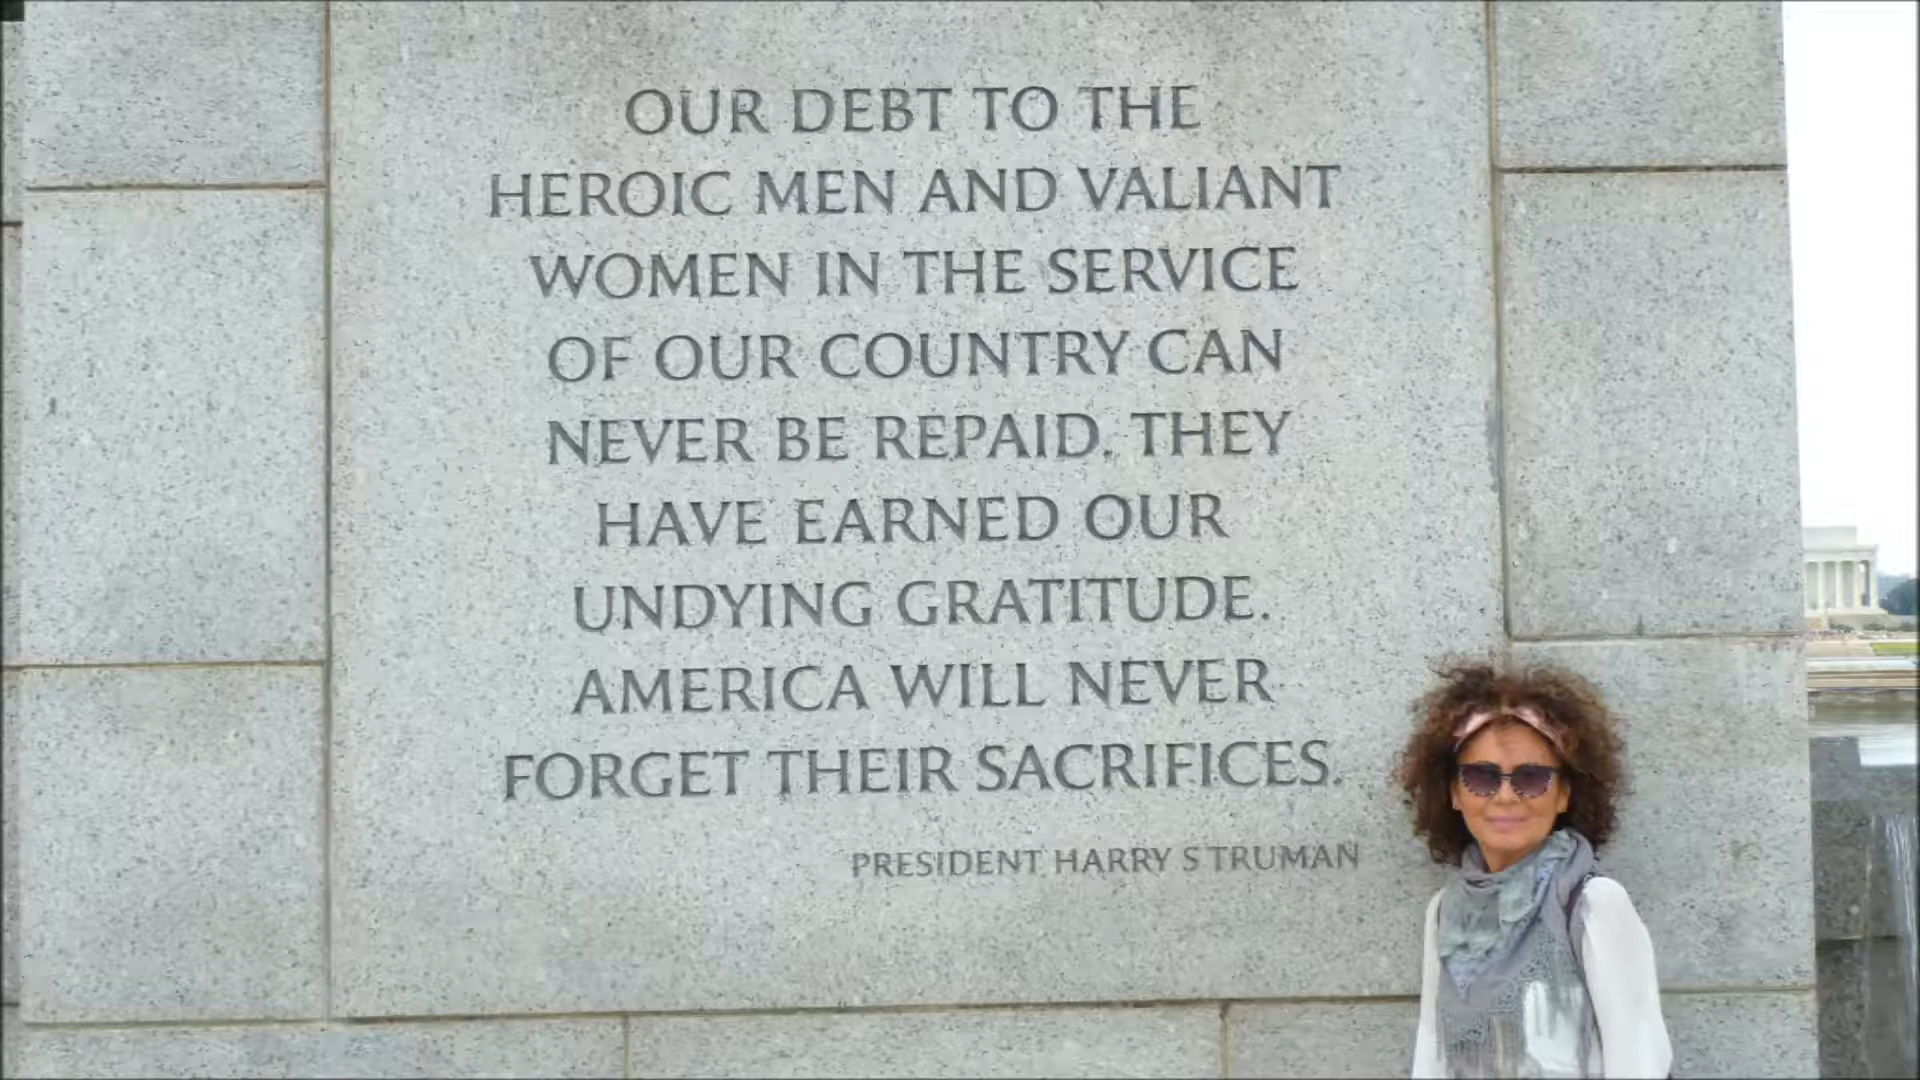 OUR DEBT TO THE
HEROIC MEN AND VALIANT
WOMEN IN THE SERVICE
OF OUR COUNTRY CAN
NEVER BE REPAID. THEY
HAVE EARNED OUR
UNDYING GRATITUDE.
AMERICA WILL NEVER
FORGET THEIR SACRIFICES.
PRESIDENT HARRY S TRUMAN